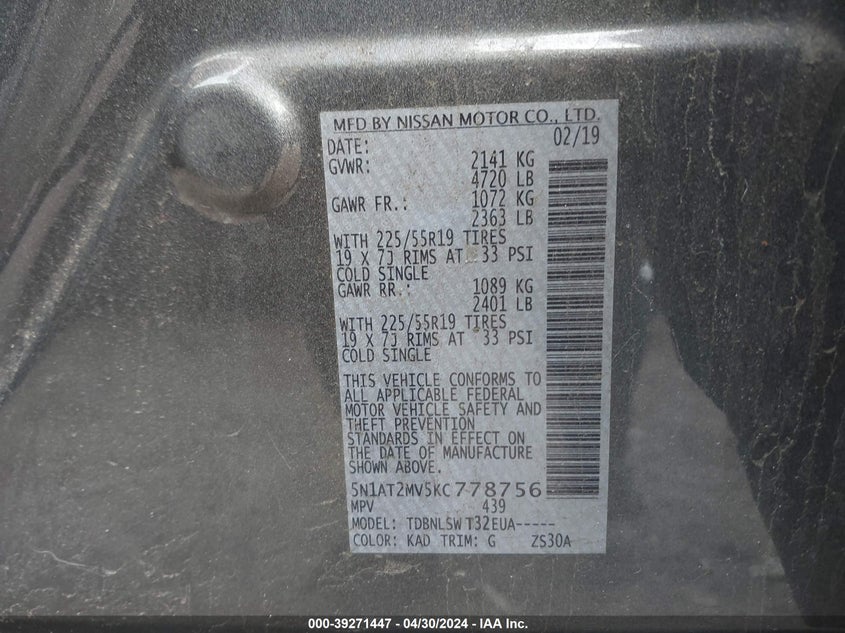 MFD BY NISSAN MOTOR CO., LTD.
DATE: 02/19
GVWR: 2141 KG
4720 LB
GAWR FR.: 1072 KG
2363 LB
WITH 225/55R19 TIRES
19 X 7J RIMS AT 33 PSI
COLD SINGLE
GAWR RR.: 1089 KG
2401 LB
WITH 225/55R19 TIRES
19 X 7J RIMS AT 33 PSI
COLD SINGLE
THIS VEHICLE CONFORMS TO
ALL APPLICABLE FEDERAL
MOTOR VEHICLE SAFETY AND
THEFT PREVENTION
STANDARDS IN EFFECT ON
THE DATE OF MANUFACTURE
SHOWN ABOVE.
5N1AT2MV5KC778756
MPV 439
MODEL: TDBNLSW T32EUA-----
COLOR: KAD TRIM: G ZS30A
000-39271447 - 04/30/2024 - IAA Inc.